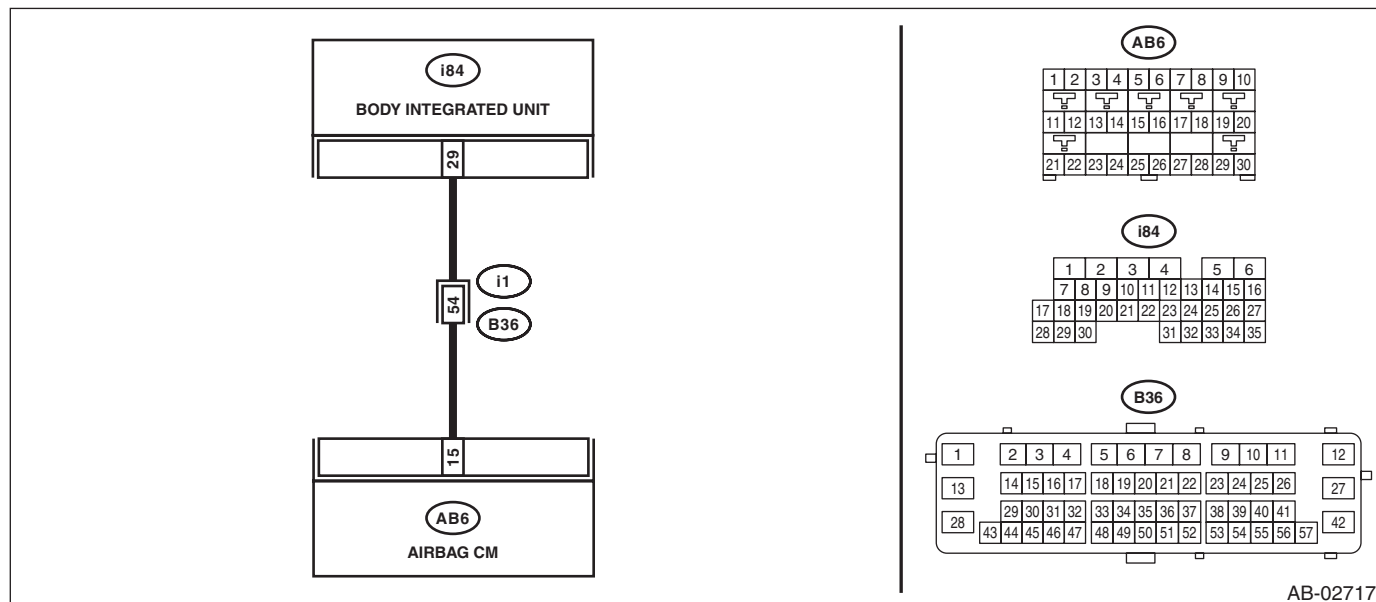 i84
BODY INTEGRATED UNIT
29
i1
54
B36
15
AB6
AIRBAG CM
AB6
1 2 3 4 5 6 7 8 9 10
11 12 13 14 15 16 17 18 19 20
21 22 23 24 25 26 27 28 29 30
i84
1 2 3 4 5 6
7 8 9 10 11 12 13 14 15 16
17 18 19 20 21 22 23 24 25 26 27
28 29 30 31 32 33 34 35
B36
1 2 3 4 5 6 7 8 9 10 11 12
13 14 15 16 17 18 19 20 21 22 23 24 25 26 27
28 29 30 31 32 33 34 35 36 37 38 39 40 41 42
43 44 45 46 47 48 49 50 51 52 53 54 55 56 57
AB-02717